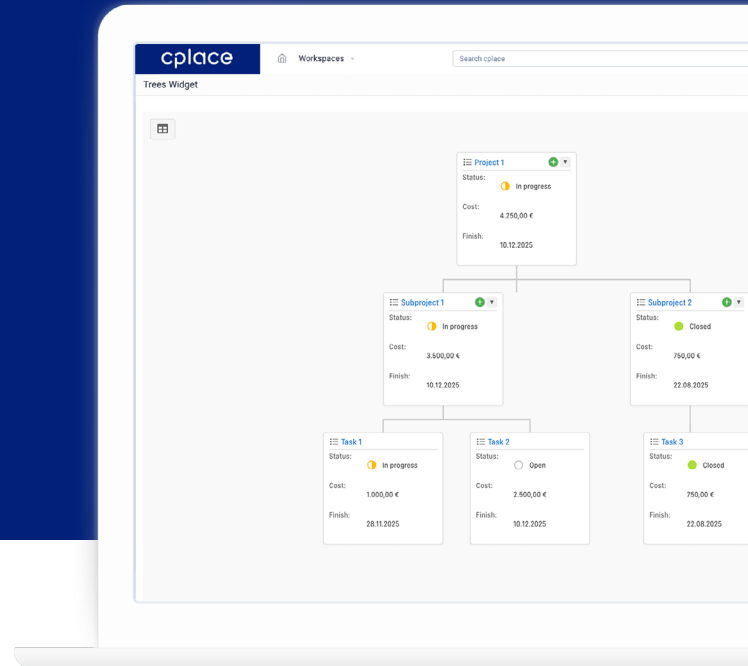 cplace
Workspaces
Search cplace
Trees Widget
Project 1
Status:
In progress
Cost:
4.250,00 €
Finish:
10.12.2025
Subproject 1
Status:
In progress
Cost:
3.500,00 €
Finish:
10.12.2025
Subproject 2
Status:
Closed
Cost:
750,00 €
Finish:
22.08.2025
Task 1
Status:
In progress
Cost:
1.000,00 €
Finish:
28.11.2025
Task 2
Status:
Open
Cost:
2.500,00 €
Finish:
10.12.2025
Task 3
Status:
Closed
Cost:
750,00 €
Finish:
22.08.2025